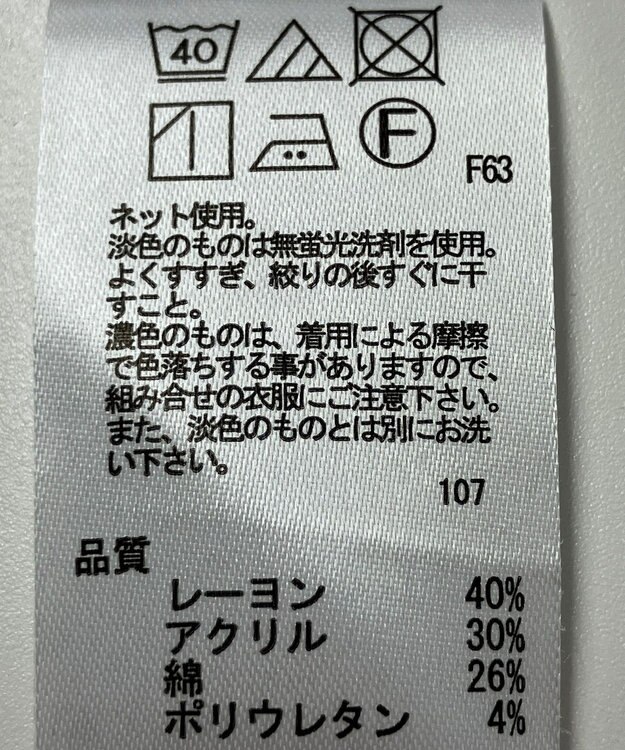 40
F
F63
ネット使用。
淡色のものは無蛍光洗剤を使用。
よくすすぎ、絞りの後すぐに干
すこと。
濃色のものは、着用による摩擦
で色落ちする事がありますので、
組み合せの衣服にご注意下さい。
また、淡色のものとは別にお洗
い下さい。
107
品質
レーヨン 40%
アクリル 30%
綿 26%
ポリウレタン 4%